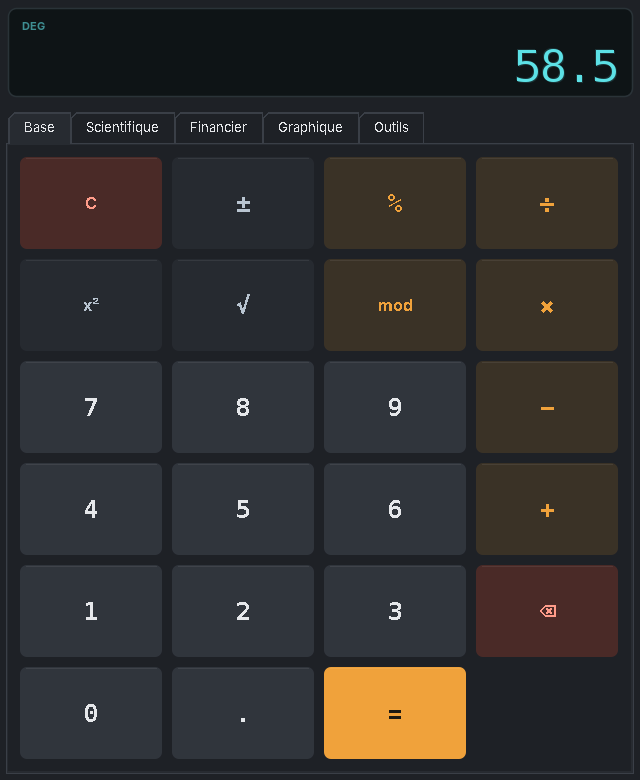 DEG
58.5
Base Scientifique Financier Graphique Outils
C ± % ÷
x² √ mod ×
7 8 9 −
4 5 6 +
1 2 3 ⌫
0 . =